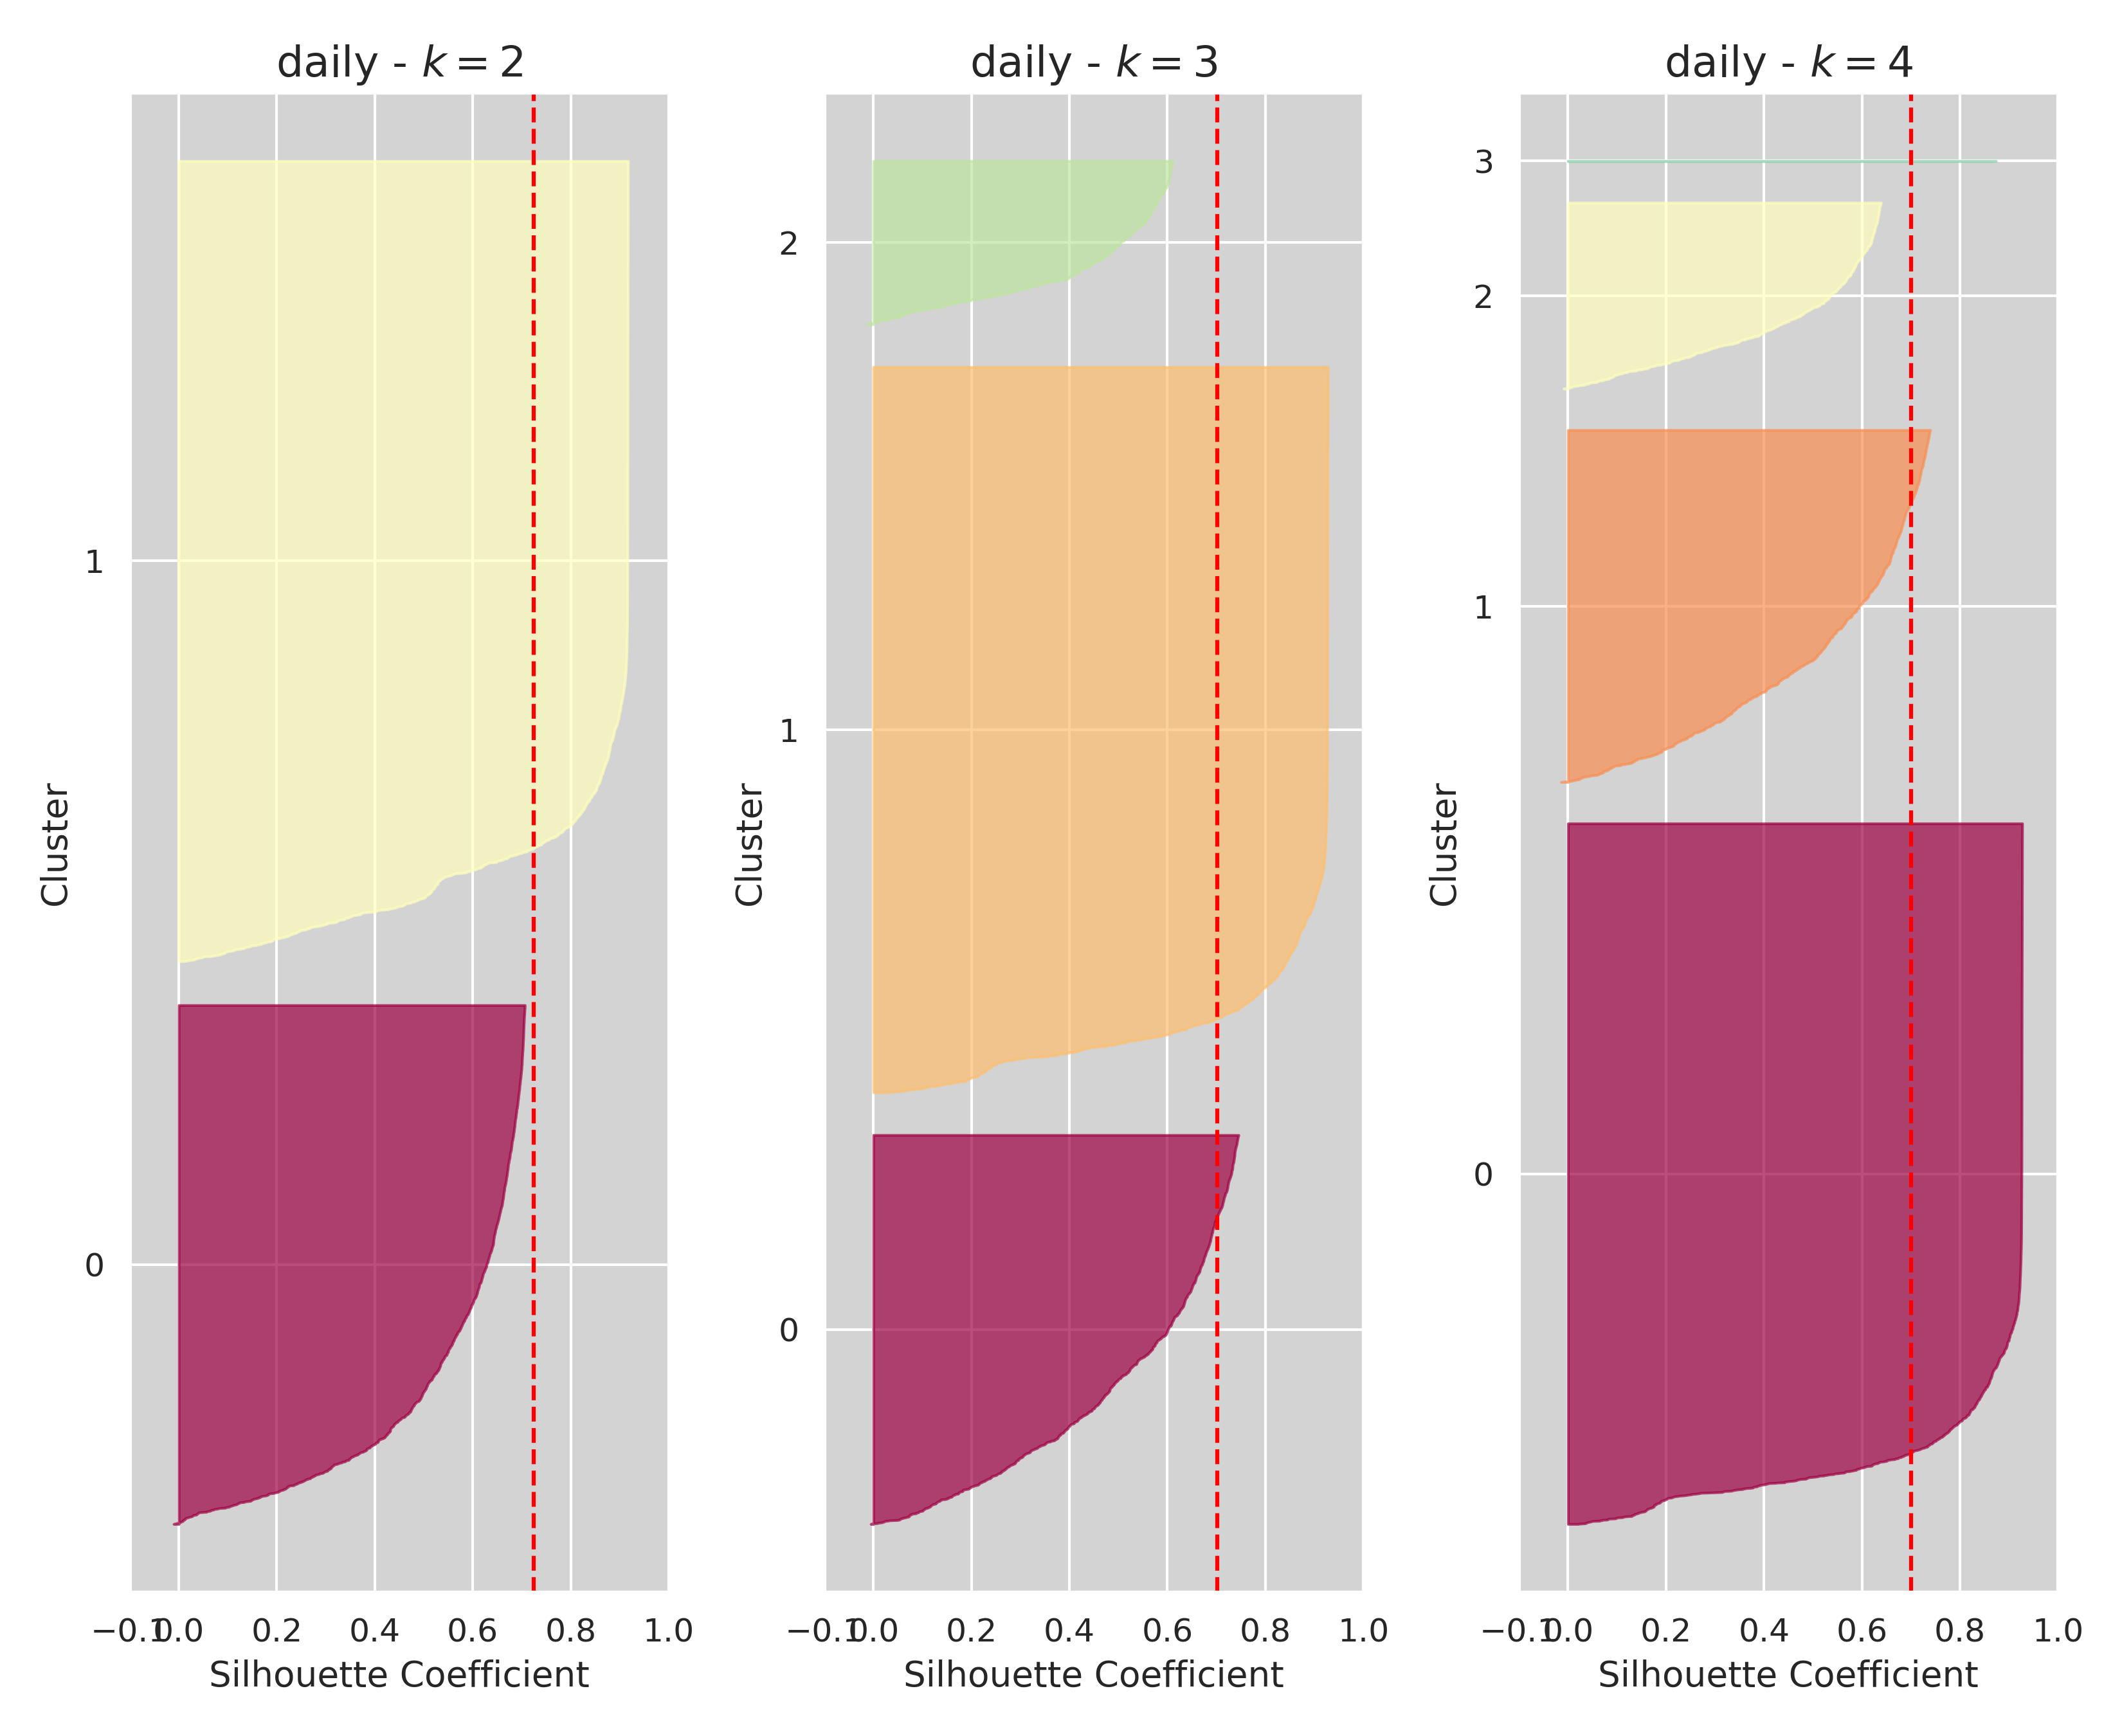 daily - k = 2
1
0
Cluster
−0.1 0.0 0.2 0.4 0.6 0.8 1.0
Silhouette Coefficient
daily - k = 3
2
1
0
Cluster
−0.1 0.0 0.2 0.4 0.6 0.8 1.0
Silhouette Coefficient
daily - k = 4
3
2
1
0
Cluster
−0.1 0.0 0.2 0.4 0.6 0.8 1.0
Silhouette Coefficient